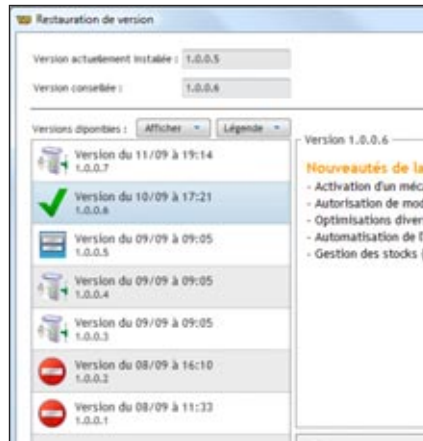 Restauration de version
Version actuellement installée : 1.0.0.5
Version conseillée : 1.0.0.6
Versions diponibles : Afficher Légende
Version du 11/09 à 19:14
1.0.0.7
Version du 10/09 à 17:21
1.0.0.6
Version du 09/09 à 09:05
1.0.0.5
Version du 09/09 à 09:05
1.0.0.4
Version du 09/09 à 09:05
1.0.0.3
Version du 08/09 à 16:10
1.0.0.2
Version du 08/09 à 11:33
1.0.0.1
Version 1.0.0.6
Nouveautés de la
- Activation d'un méc
- Autorisation de mod
- Optimisations diver
- Automatisation de l
- Gestion des stocks (